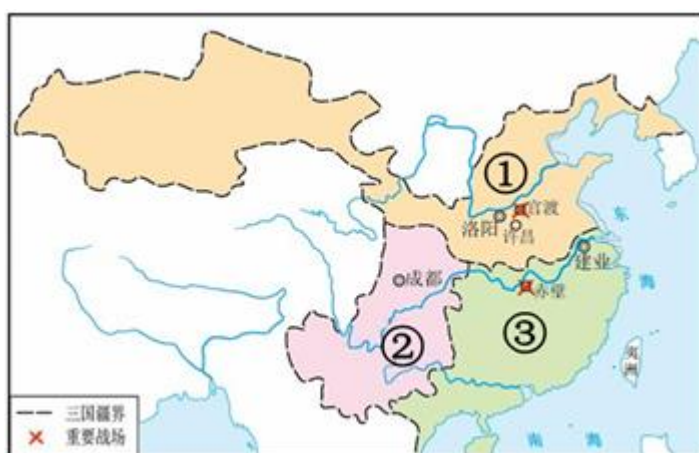 ①
官渡
洛阳
许昌
东
海
建业
成都
赤壁
②
③
夷洲
三国疆界
重要战场
南 海